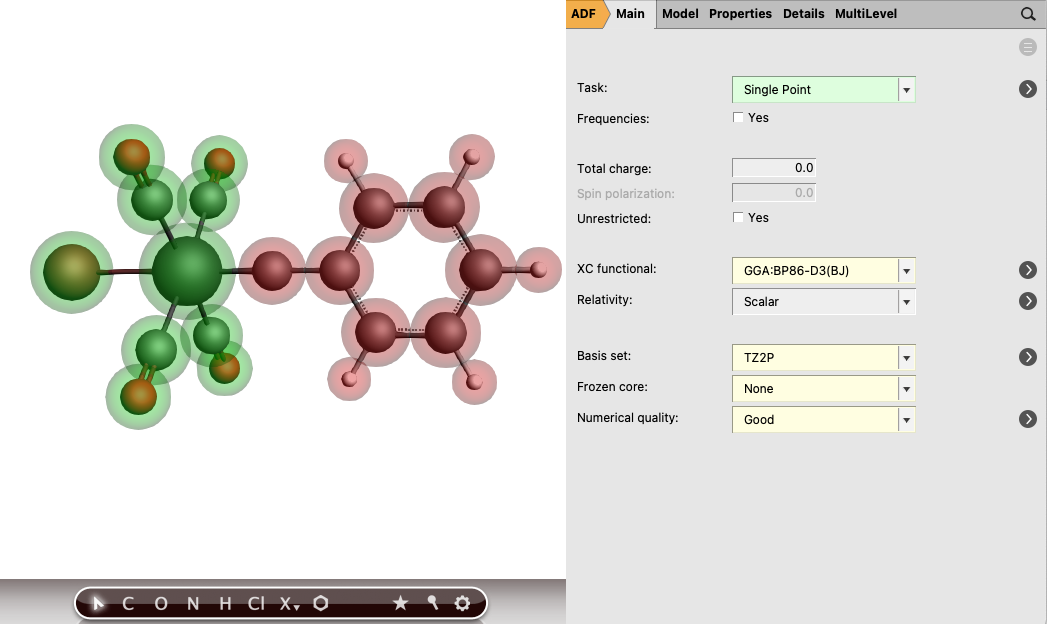 ADF Main Model Properties Details MultiLevel
Task: Single Point
Frequencies: Yes
Total charge: 0.0
Spin polarization: 0.0
Unrestricted: Yes
XC functional: GGA:BP86-D3(BJ)
Relativity: Scalar
Basis set: TZ2P
Frozen core: None
Numerical quality: Good
C O N H Cl X